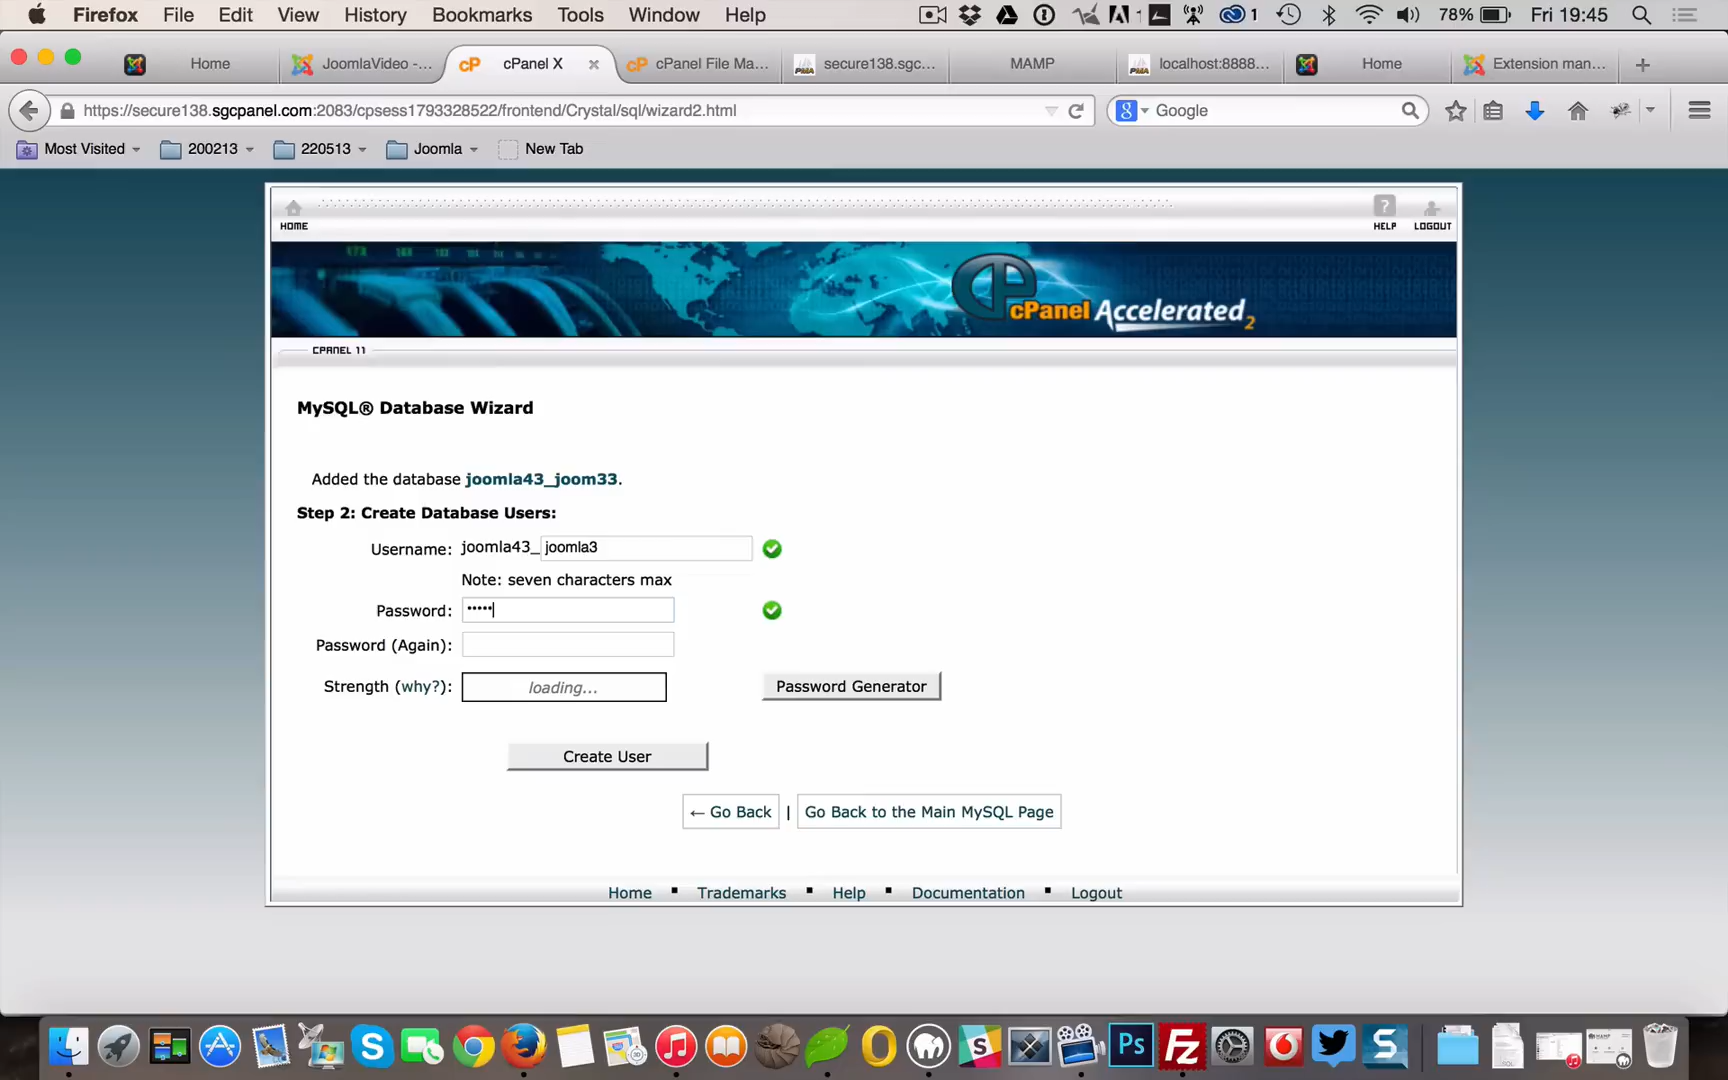 Firefox File Edit View History Bookmarks Tools Window Help 1 1 78% Fri 19:45
Home JoomlaVideo -... cPanel X cPanel File Ma... secure138.sgc... MAMP localhost:8888... Home Extension man...
https://secure138.sgcpanel.com:2083/cpsess1793328522/frontend/Crystal/sql/wizard2.html Google
Most Visited 200213 220513 Joomla New Tab
HOME HELP LOGOUT
cPanel Accelerated2
CPANEL 11
MySQL® Database Wizard
Added the database joomla43_joom33.
Step 2: Create Database Users:
Username: joomla43_ joomla3
Note: seven characters max
Password: •••••
Password (Again):
Strength (why?): loading... Password Generator
Create User
← Go Back | Go Back to the Main MySQL Page
Home ▪ Trademarks ▪ Help ▪ Documentation ▪ Logout